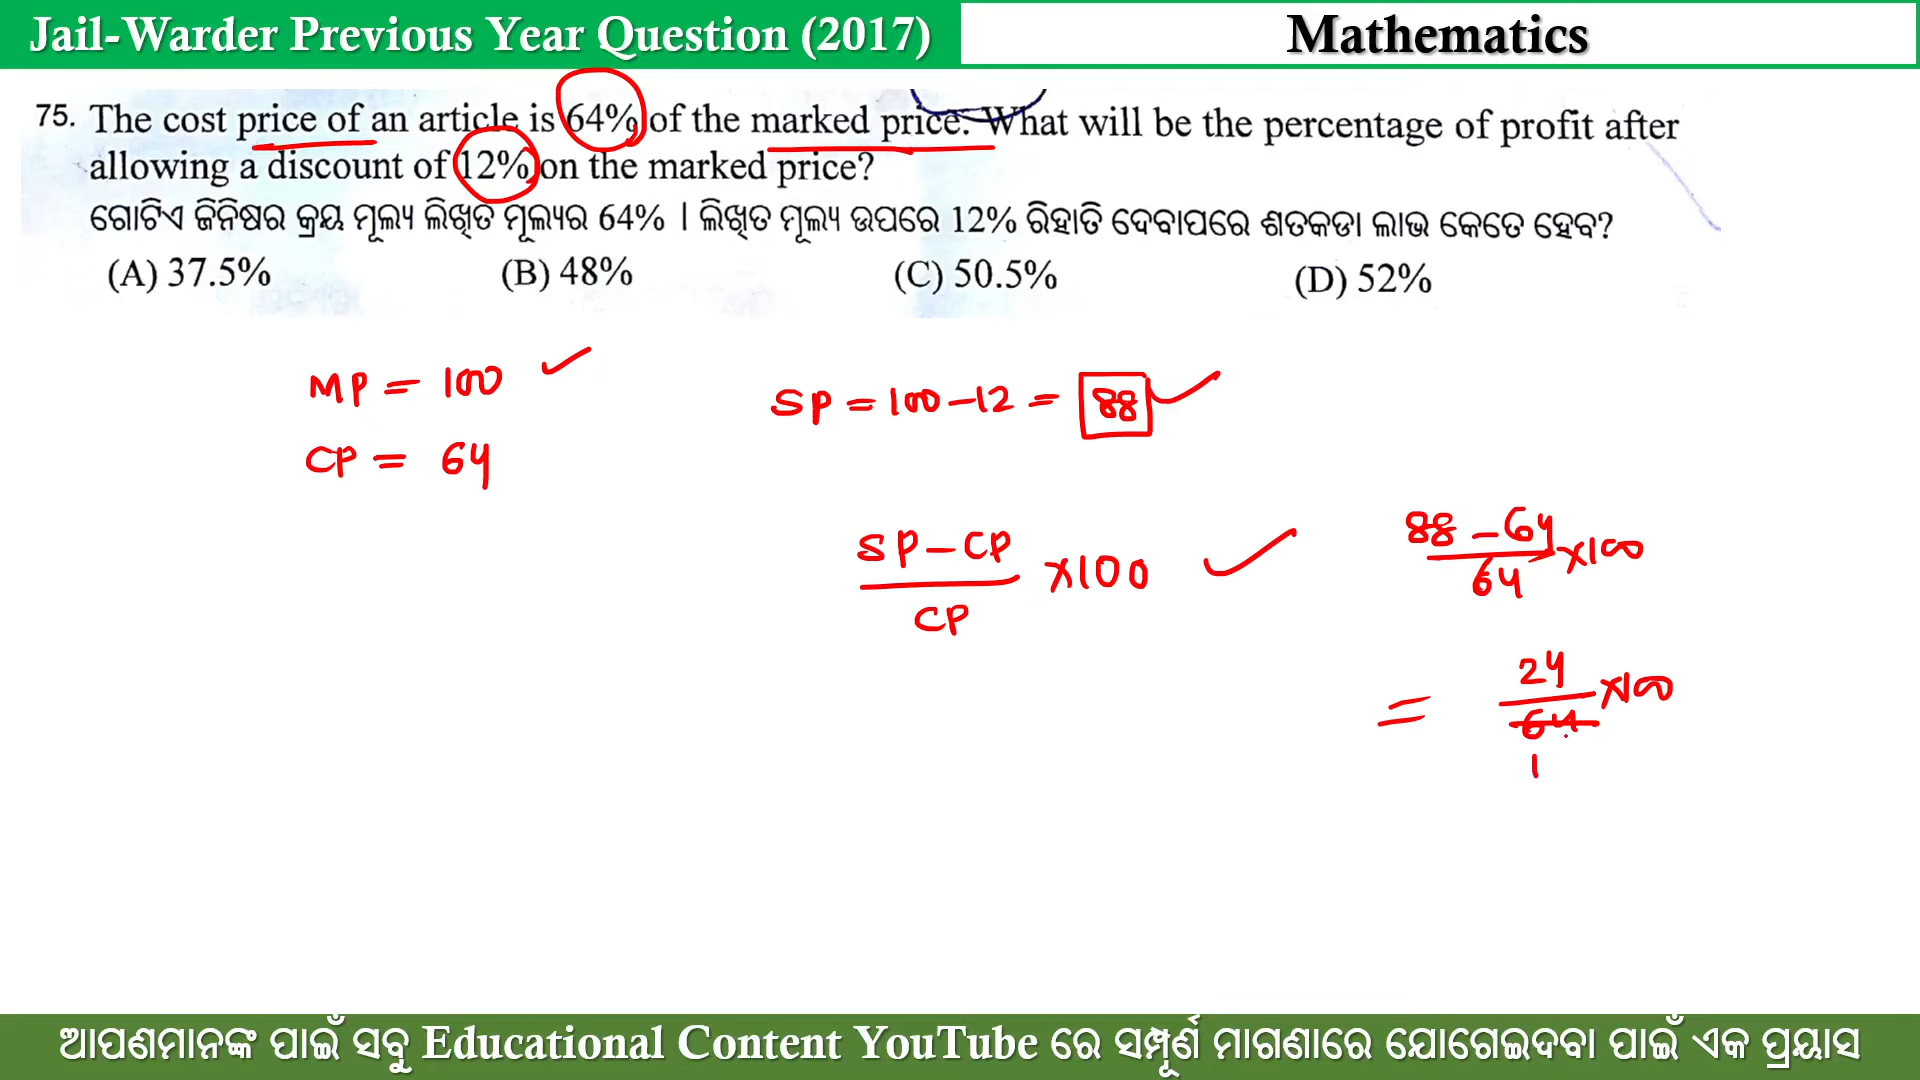 Jail-Warder Previous Year Question (2017)
Mathematics
75. The cost price of an article is 64% of the marked price. What will be the percentage of profit after
allowing a discount of 12% on the marked price?
ଗୋଟିଏ ଜିନିଷର କ୍ରୟ ମୂଲ୍ୟ ଲିଖିତ ମୂଲ୍ୟର 64% । ଲିଖିତ ମୂଲ୍ୟ ଉପରେ 12% ରିହାତି ଦେବାପରେ ଶତକଡା ଲାଭ କେତେ ହେବ?
(A) 37.5% (B) 48% (C) 50.5% (D) 52%
MP = 100
SP = 100 - 12 = 88
CP = 64
SP - CP
CP
×100
88 - 64
64
×100
=
24
64
×100
1
ଆପଣମାନଙ୍କ ପାଇଁ ସବୁ Educational Content YouTube ରେ ସମ୍ପୂର୍ଣ ମାଗଣାରେ ଯୋଗେଇଦବା ପାଇଁ ଏକ ପ୍ରୟାସ